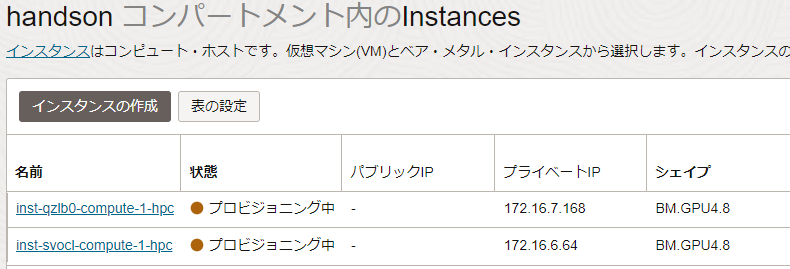 handson コンパートメント内のInstances
インスタンスはコンピュート・ホストです。仮想マシン(VM)とベア・メタル・インスタンスから選択します。インスタンスの
インスタンスの作成 表の設定
名前 状態 パブリックIP プライベートIP シェイプ
inst-qzlb0-compute-1-hpc プロビジョニング中 - 172.16.7.168 BM.GPU4.8
inst-svocl-compute-1-hpc プロビジョニング中 - 172.16.6.64 BM.GPU4.8